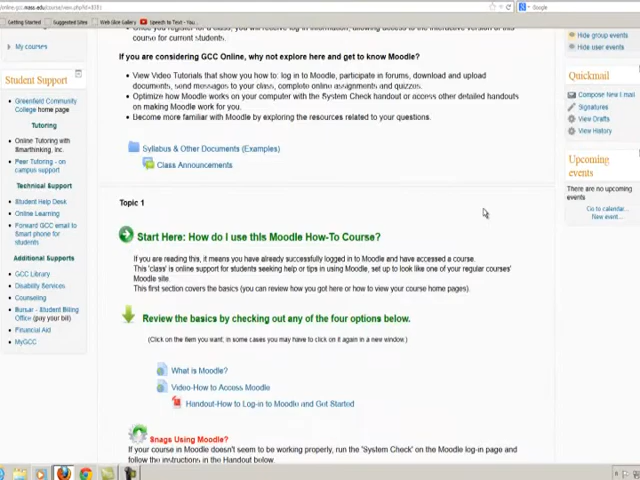 Getting Started
Suggested Sites
Web Slice Gallery
Speech to Text - You...
Google
My courses
Student Support
Greenfield Community
College home page
Tutoring
Online Tutoring with
Smarthinking, Inc.
Peer Tutoring - on
campus support
Technical Support
Student Help Desk
Online Learning
Forward GCC email to
Smart phone for
students
Additional Supports
GCC Library
Disability Services
Counseling
Bursar - Student Billing
Office (pay your bill)
Financial Aid
MyGCC
course for current students.
If you are considering GCC Online, why not explore here and get to know Moodle?
View Video Tutorials that show you how to: log in to Moodle, participate in forums, download and upload
documents, send messages to your class, complete online assignments and quizzes.
Optimize how Moodle works on your computer with the System Check handout or access other detailed handouts
on making Moodle work for you.
Become more familiar with Moodle by exploring the resources related to your questions.
Syllabus & Other Documents (Examples)
Class Announcements
Topic 1
Start Here: How do I use this Moodle How-To Course?
If you are reading this, it means you have already successfully logged in to Moodle and have accessed a course.
This 'class' is online support for students seeking help or tips in using Moodle, set up to look like one of your regular courses'
Moodle site.
This first section covers the basics (you can review how you got here or how to view your course home pages).
Review the basics by checking out any of the four options below.
(Click on the item you want, in some cases you may have to click on it again in a new window.)
What is Moodle?
Video-How to Access Moodle
Handout-How to Log-in to Moodle and Get Started
Snags Using Moodle?
If your course in Moodle doesn't seem to be working properly, run the 'System Check' on the Moodle log-in page and
follow the instructions in the Handout below.
Hide group events
Hide user events
Quickmail
Compose New Email
Signatures
View Drafts
View History
Upcoming
events
There are no upcoming
events
Go to calendar...
New event...